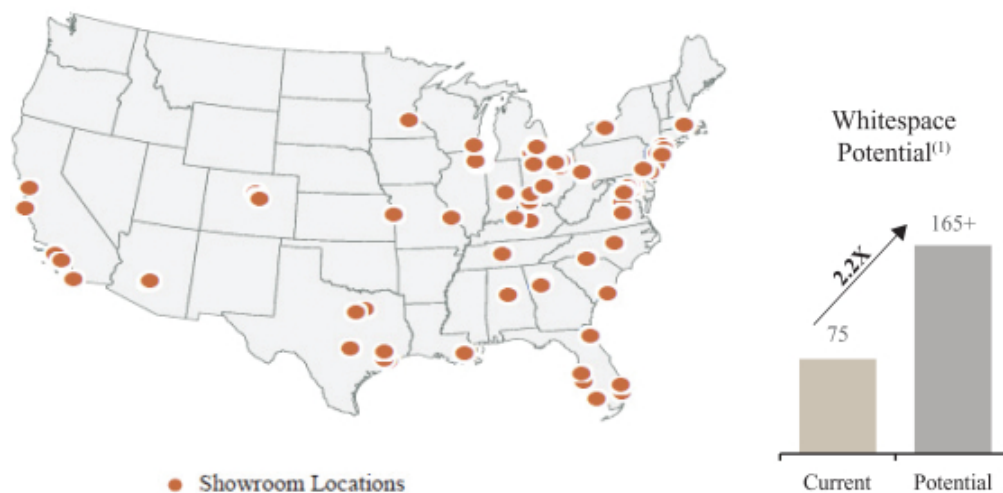 Whitespace
Potential(1)
165+
2.2X
75
Current
Potential
Showroom Locations